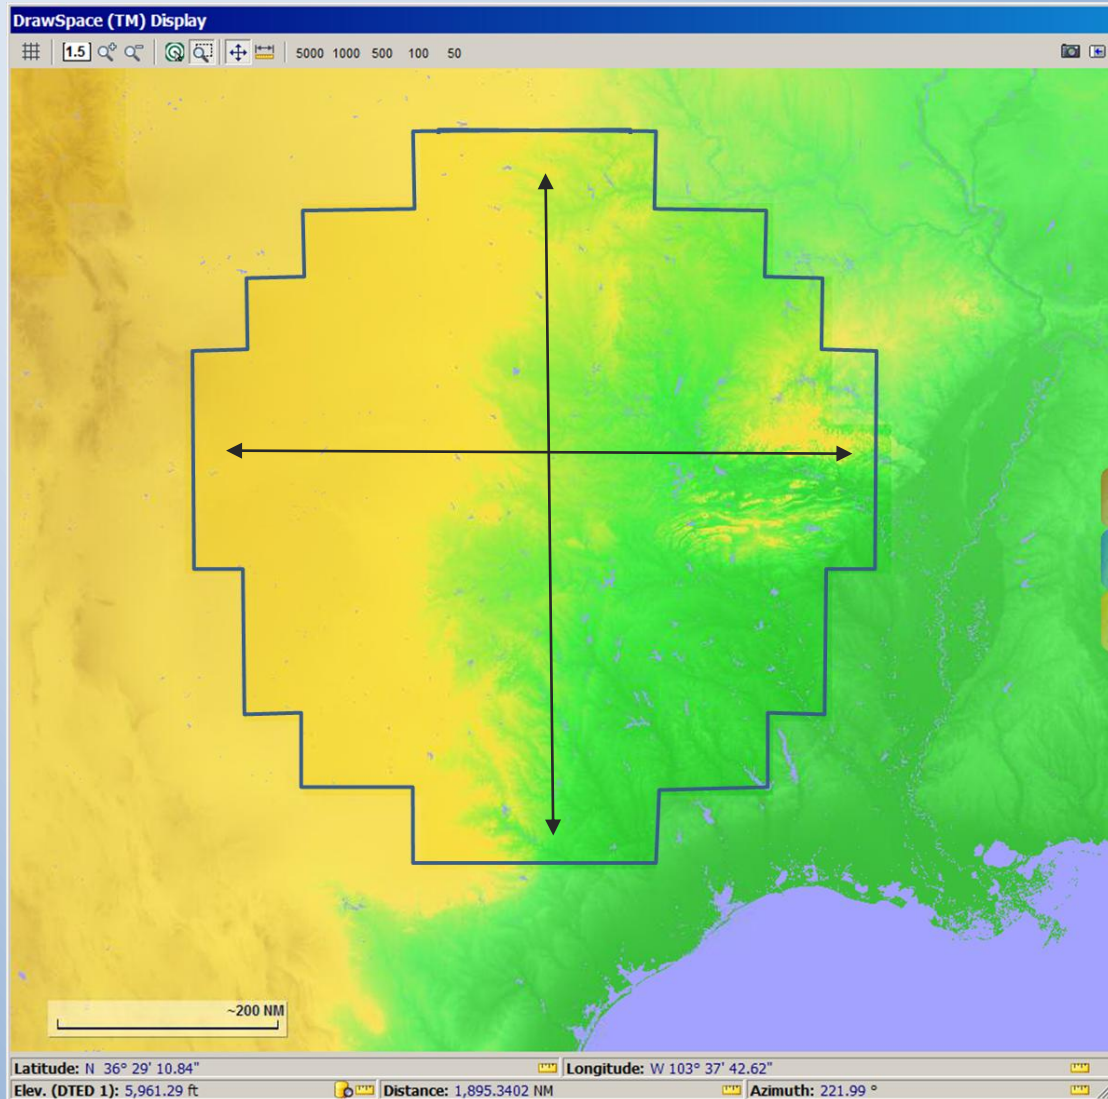 DrawSpace (TM) Display
1.5 5000 1000 500 100 50
~200 NM
Latitude: N 36° 29' 10.84" Longitude: W 103° 37' 42.62"
Elev. (DTED 1): 5,961.29 ft Distance: 1,895.3402 NM Azimuth: 221.99 °